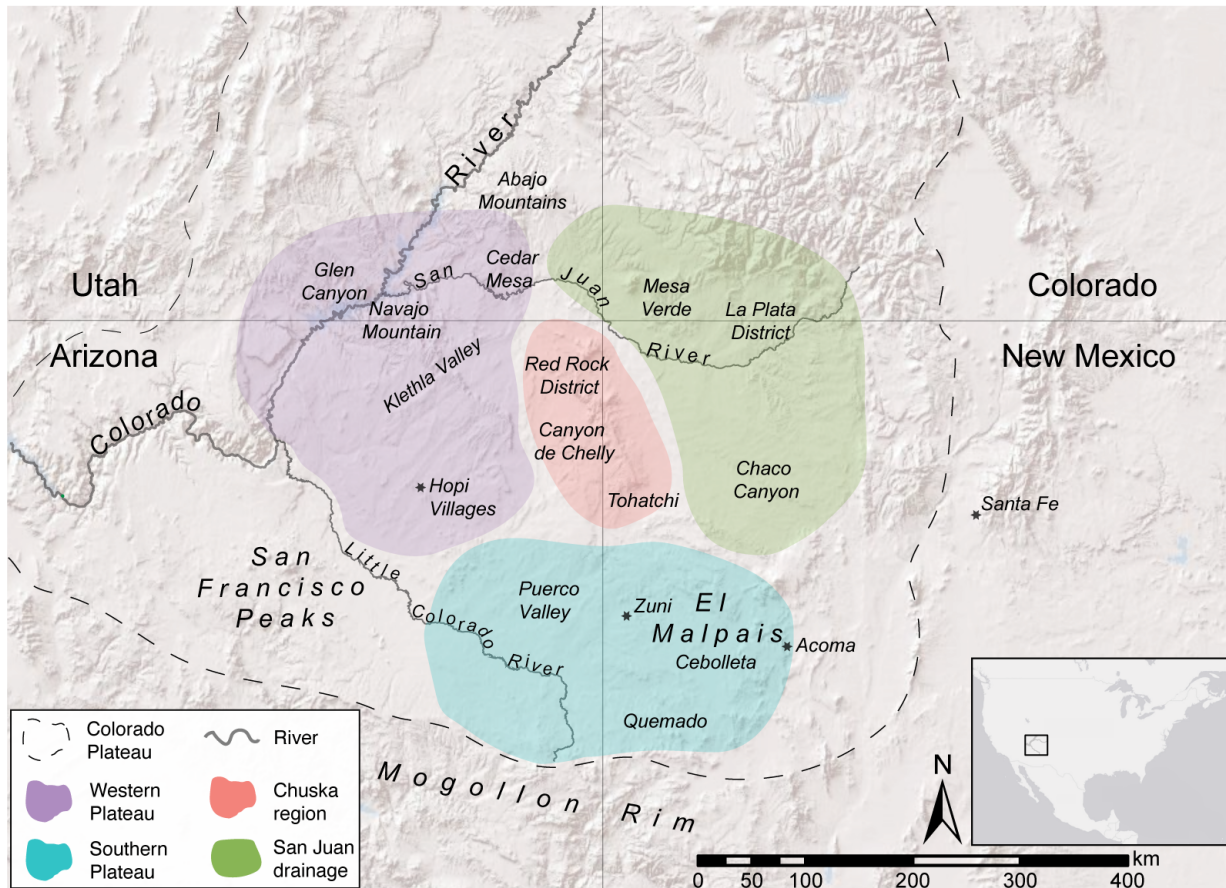 River
Abajo
Mountains
Glen
Canyon
San
Cedar
Mesa
Juan
Mesa
Verde
La Plata
District
Utah
Colorado
Navajo
Mountain
Arizona
River
New Mexico
Klethla Valley
Red Rock
District
Colorado
Canyon
de Chelly
Chaco
Canyon
Hopi
Villages
Tohatchi
Santa Fe
San
Francisco
Peaks
Little
Colorado
River
Puerco
Valley
Zuni
El
Malpais
Acoma
Cebolleta
Quemado
Mogollon Rim
Colorado
Plateau
River
Western
Plateau
Chuska
region
Southern
Plateau
San Juan
drainage
N
km
0 50 100 200 300 400